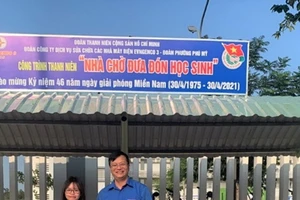 ĐOÀN THANH NIÊN CỘNG SẢN HỒ CHÍ MINH
ĐOÀN CÔNG TY DỊCH VỤ SỬA CHỮA CÁC NHÀ MÁY ĐIỆN EVNGENCO 3 - ĐOÀN PHƯỜNG PHÚ MỸ
CÔNG TRÌNH THANH NIÊN "NHÀ CHỜ ĐƯA ĐÓN HỌC SINH"
mừng Kỷ niệm 46 năm ngày giải phóng Miền Nam (30/4/1975 - 30/4/2021)